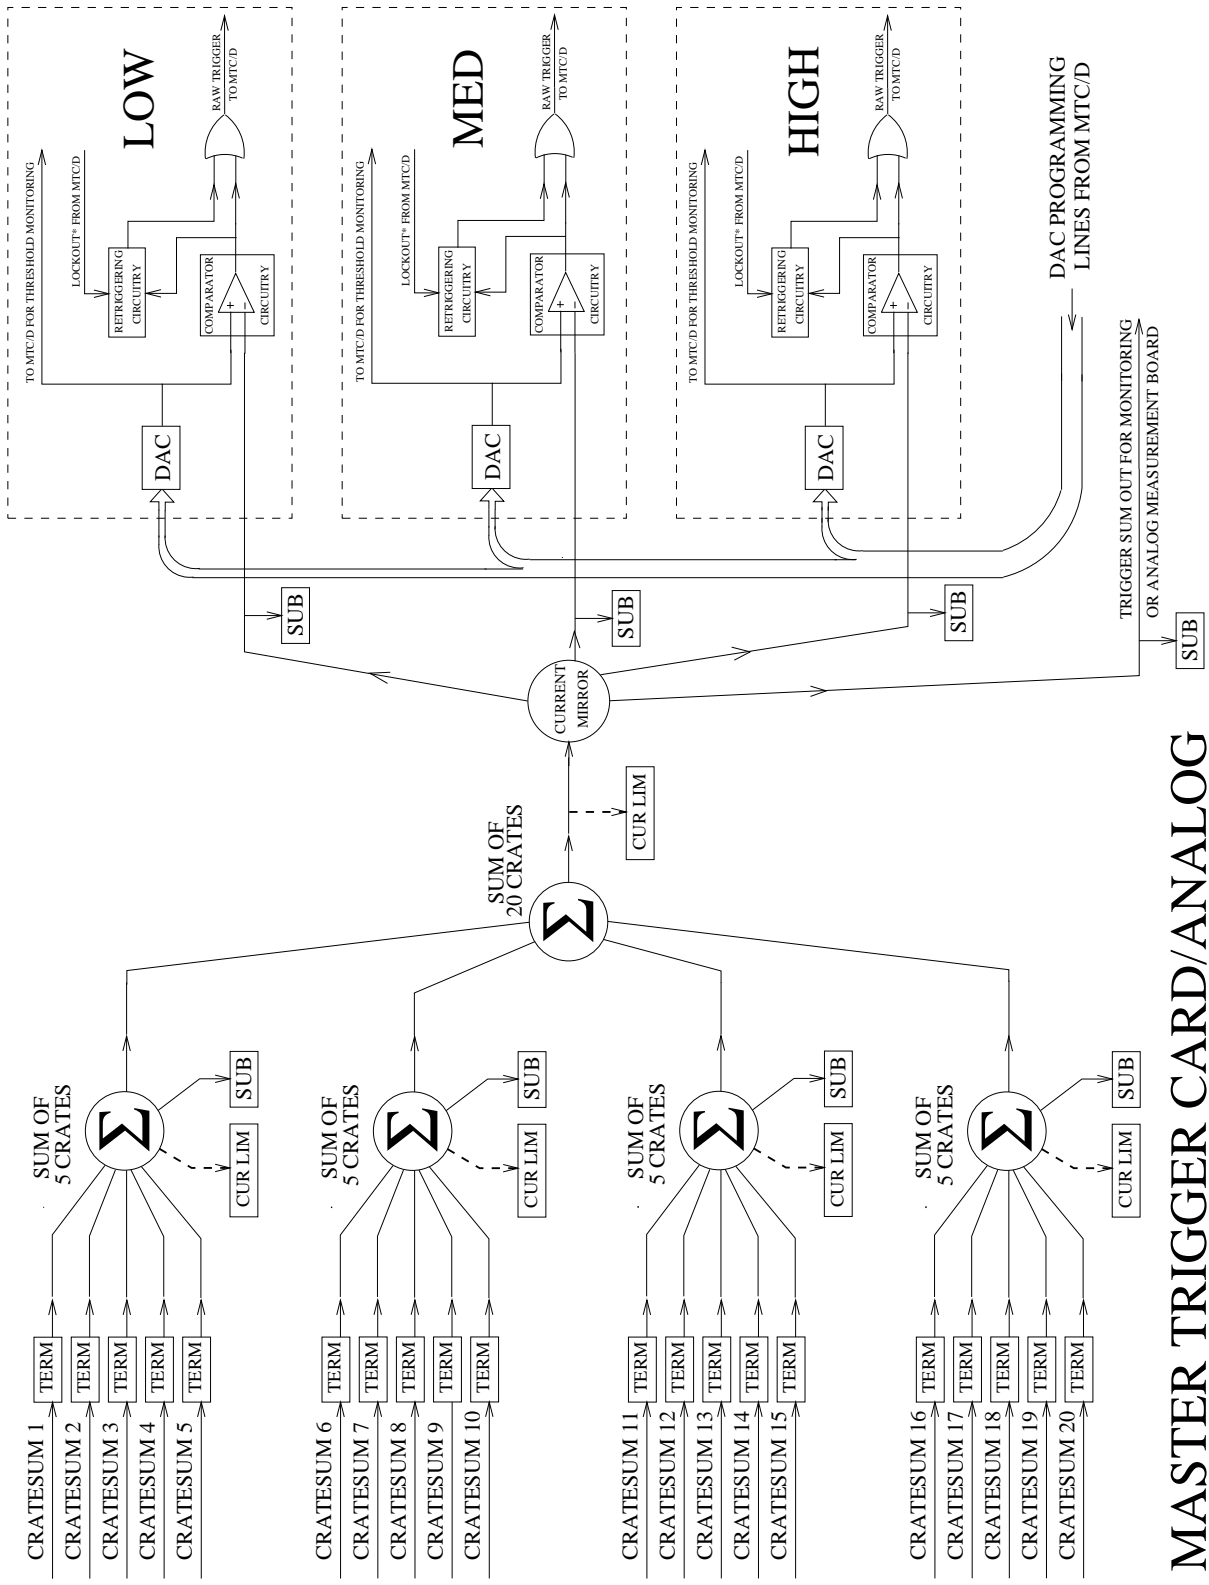 CRATESUM 1
CRATESUM 2
CRATESUM 3
CRATESUM 4
CRATESUM 5
TERM
TERM
TERM
TERM
TERM
SUM OF
5 CRATES
Σ
CUR LIM
SUB
CRATESUM 6
CRATESUM 7
CRATESUM 8
CRATESUM 9
CRATESUM 10
TERM
TERM
TERM
TERM
TERM
SUM OF
5 CRATES
Σ
CUR LIM
SUB
CRATESUM 11
CRATESUM 12
CRATESUM 13
CRATESUM 14
CRATESUM 15
TERM
TERM
TERM
TERM
TERM
SUM OF
5 CRATES
Σ
CUR LIM
SUB
CRATESUM 16
CRATESUM 17
CRATESUM 18
CRATESUM 19
CRATESUM 20
TERM
TERM
TERM
TERM
TERM
SUM OF
5 CRATES
Σ
CUR LIM
SUB
SUM OF
20 CRATES
Σ
CUR LIM
CURRENT
MIRROR
SUB
SUB
SUB
SUB
LOW
TO MTC/D FOR THRESHOLD MONITORING
LOCKOUT* FROM MTC/D
RETRIGGERING
CIRCUITRY
DAC
COMPARATOR
+
−
CIRCUITRY
RAW TRIGGER
TO MTC/D
MED
TO MTC/D FOR THRESHOLD MONITORING
LOCKOUT* FROM MTC/D
RETRIGGERING
CIRCUITRY
DAC
COMPARATOR
+
−
CIRCUITRY
RAW TRIGGER
TO MTC/D
HIGH
TO MTC/D FOR THRESHOLD MONITORING
LOCKOUT* FROM MTC/D
RETRIGGERING
CIRCUITRY
DAC
COMPARATOR
+
−
CIRCUITRY
RAW TRIGGER
TO MTC/D
DAC PROGRAMMING
LINES FROM MTC/D
TRIGGER SUM OUT FOR MONITORING
OR ANALOG MEASUREMENT BOARD
MASTER TRIGGER CARD/ANALOG